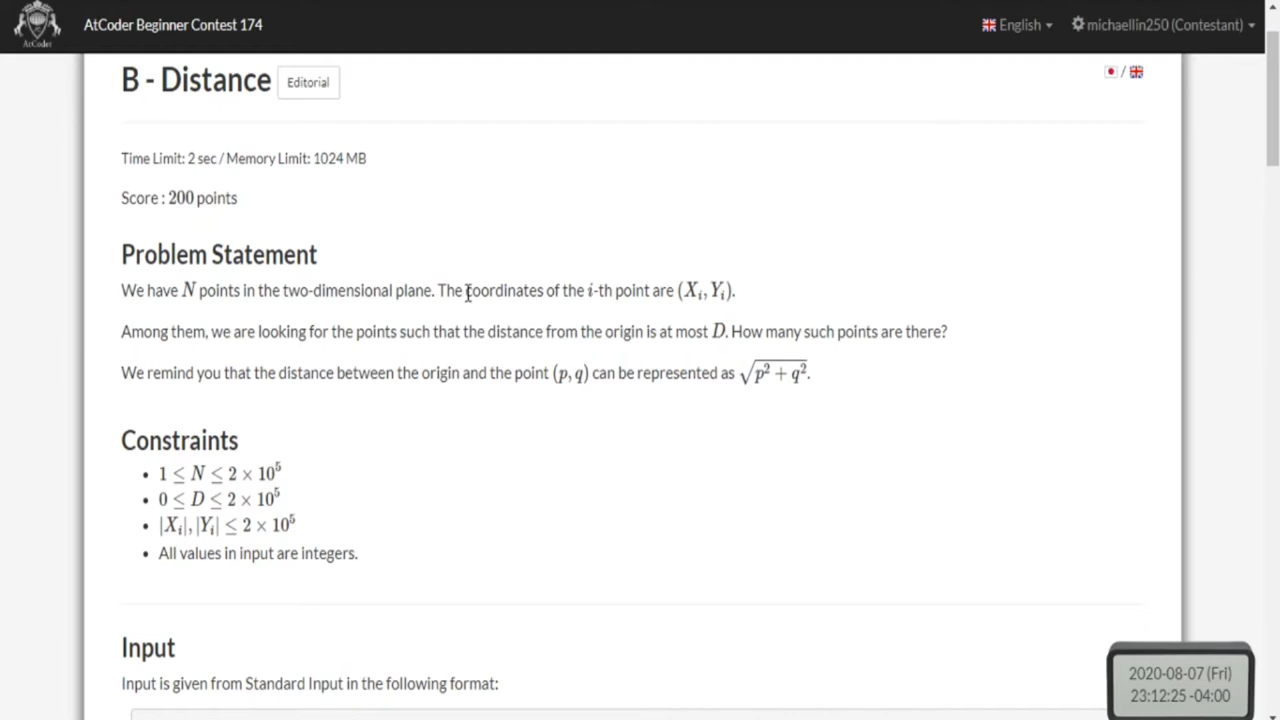 AtCoder
AtCoder Beginner Contest 174
English
michaellin250 (Contestant)
B - Distance
Editorial
/
Time Limit: 2 sec / Memory Limit: 1024 MB
Score : 200 points
Problem Statement
We have N points in the two-dimensional plane. The coordinates of the i-th point are (Xᵢ, Yᵢ).
Among them, we are looking for the points such that the distance from the origin is at most D. How many such points are there?
We remind you that the distance between the origin and the point (p, q) can be represented as √(p² + q²).
Constraints
• 1 ≤ N ≤ 2 × 10⁵
• 0 ≤ D ≤ 2 × 10⁵
• |Xᵢ|, |Yᵢ| ≤ 2 × 10⁵
• All values in input are integers.
Input
Input is given from Standard Input in the following format:
2020-08-07 (Fri)
23:12:25 -04:00